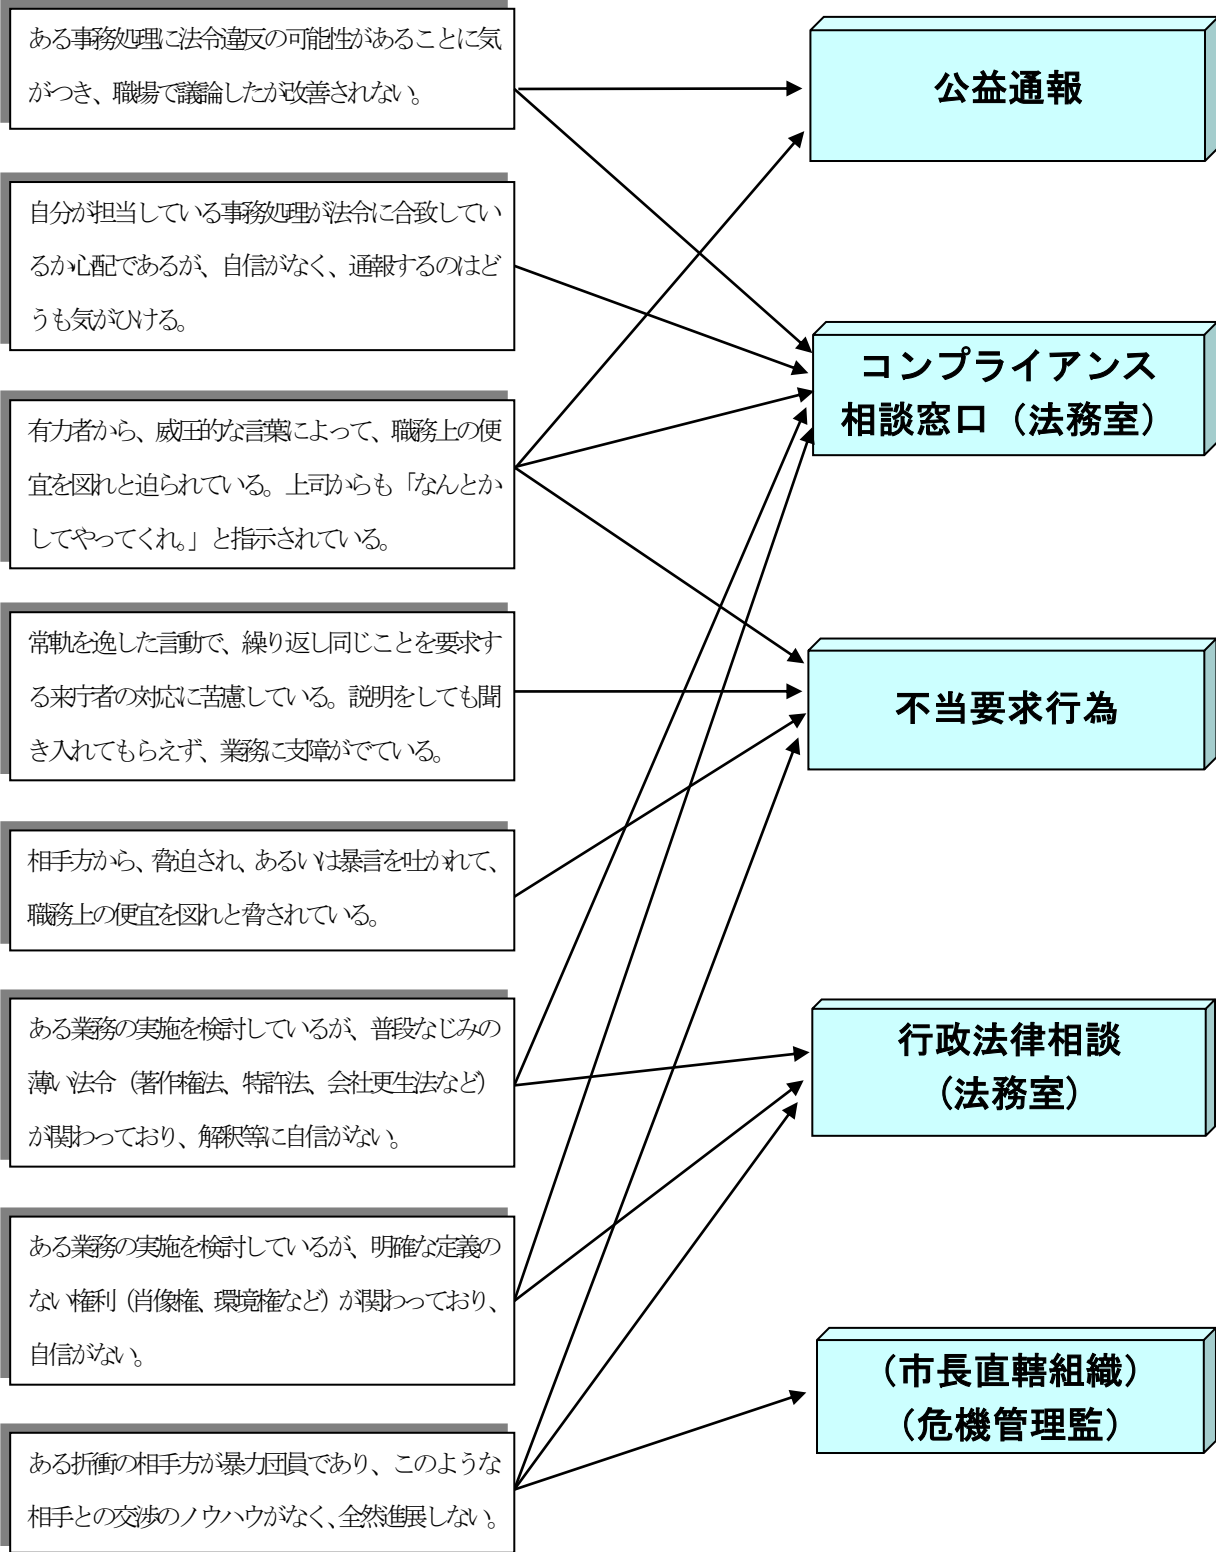 ある事務処理に法令違反の可能性があることに気
がつき、職場で議論したが改善されない。
自分が担当している事務処理が法令に合致してい
るか心配であるが、自信がなく、通報するのはど
うも気がひける。
有力者から、威圧的な言葉によって、職務上の便
宜を図れと迫られている。上司からも「なんとか
してやってくれ。」と指示されている。
常軌を逸した言動で、繰り返し同じことを要求す
る来庁者の対応に苦慮している。説明をしても聞
き入れてもらえず、業務に支障がでている。
相手方から、脅迫され、あるいは暴言を吐かれて、
職務上の便宜を図れと脅されている。
ある業務の実施を検討しているが、普段なじみの
薄い法令（著作権法、特許法、会社更生法など）
が関わっており、解釈等に自信がない。
ある業務の実施を検討しているが、明確な定義の
ない権利（肖像権、環境権など）が関わっており、
自信がない。
ある折衝の相手方が暴力団員であり、このような
相手との交渉のノウハウがなく、全然進展しない。
公益通報
コンプライアンス
相談窓口（法務室）
不当要求行為
行政法律相談
（法務室）
（市長直轄組織）
（危機管理監）